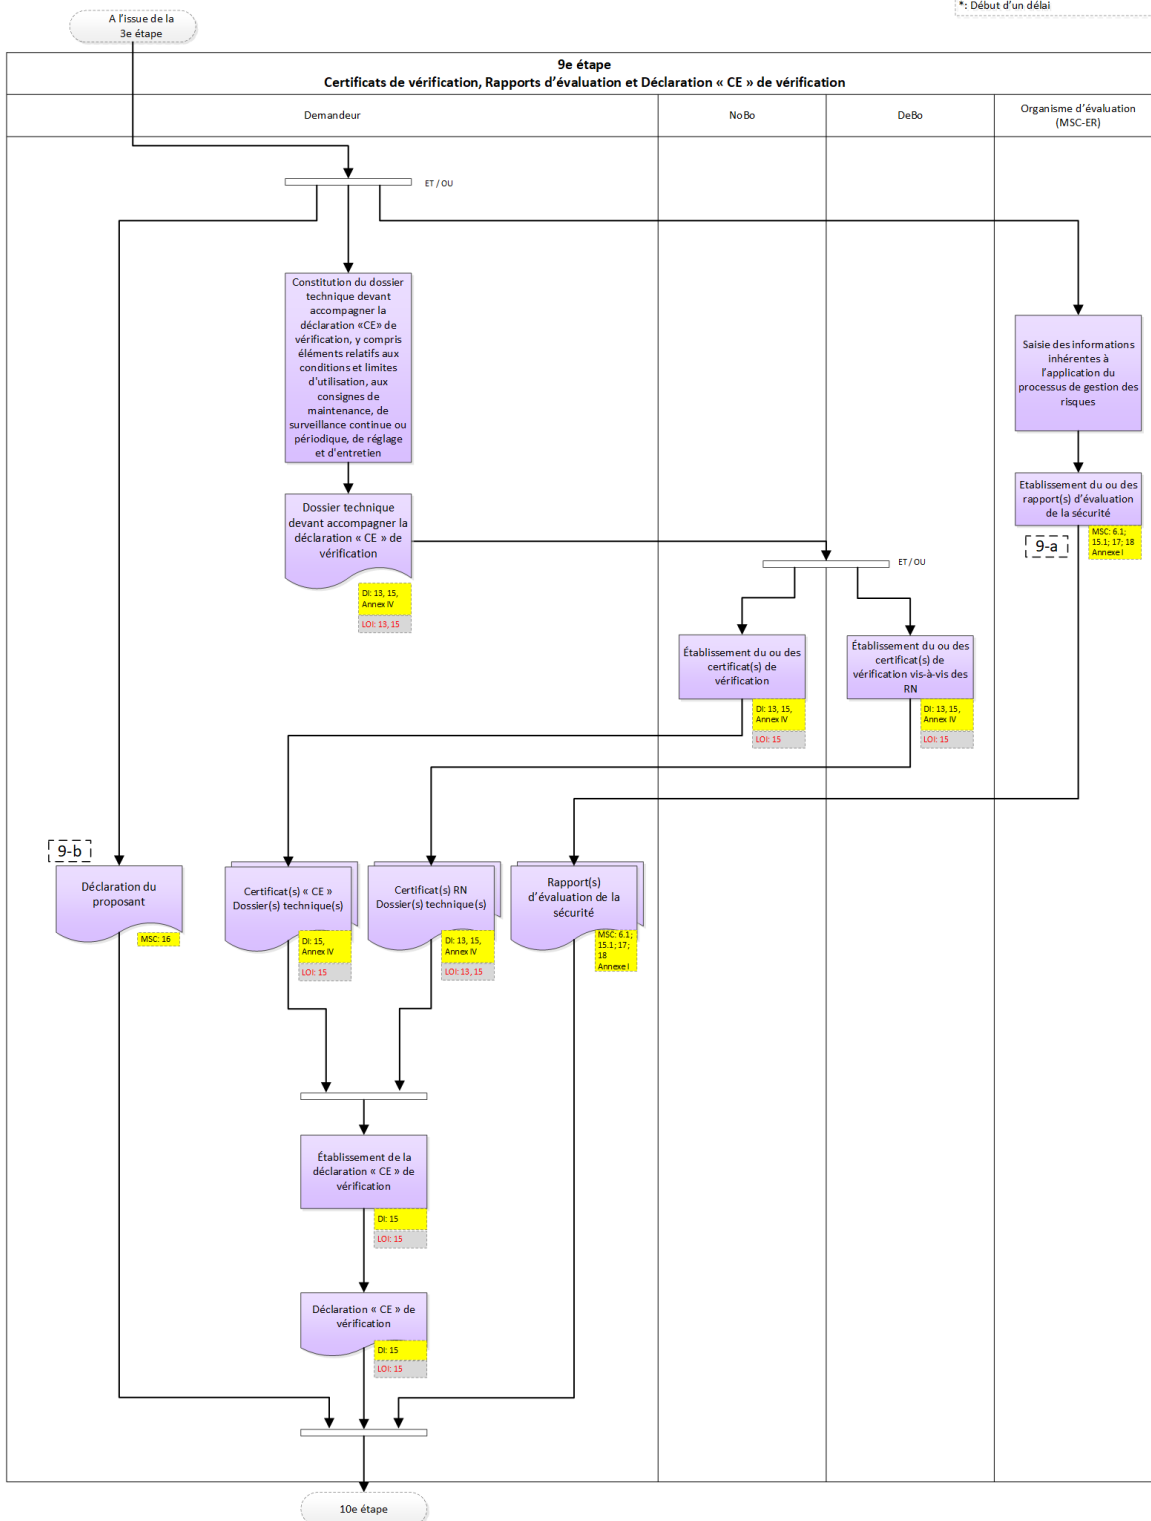 *: Début d'un délai
A l'issue de la
3e étape
9e étape
Certificats de vérification, Rapports d'évaluation et Déclaration « CE » de vérification
Demandeur
NoBo
DeBo
Organisme d'évaluation
(MSC-ER)
ET / OU
Constitution du dossier
technique devant
accompagner la
déclaration «CE» de
vérification, y compris
éléments relatifs aux
conditions et limites
d'utilisation, aux
consignes de
maintenance, de
surveillance continue ou
périodique, de réglage
et d'entretien
Saisie des informations
inhérentes à
l'application du
processus de gestion des
risques
Dossier technique
devant accompagner la
déclaration « CE » de
vérification
DI: 13, 15,
Annex IV
LOI: 13, 15
Etablissement du ou des
rapport(s) d'évaluation
de la sécurité
MSC: 6.1;
15.1; 17; 18
Annexe I
9-a
ET / OU
Établissement du ou des
certificat(s) de
vérification
DI: 13, 15,
Annex IV
LOI: 15
Établissement du ou des
certificat(s) de
vérification vis-à-vis des
RN
DI: 13, 15,
Annex IV
LOI: 15
9-b
Déclaration du
proposant
MSC: 16
Certificat(s) « CE »
Dossier(s) technique(s)
DI: 15,
Annex IV
LOI: 15
Certificat(s) RN
Dossier(s) technique(s)
DI: 13, 15,
Annex IV
LOI: 13, 15
Rapport(s)
d'évaluation de la
sécurité
MSC: 6.1;
15.1; 17;
18
Annexe I
Établissement de la
déclaration « CE » de
vérification
DI: 15
LOI: 15
Déclaration « CE » de
vérification
DI: 15
LOI: 15
10e étape